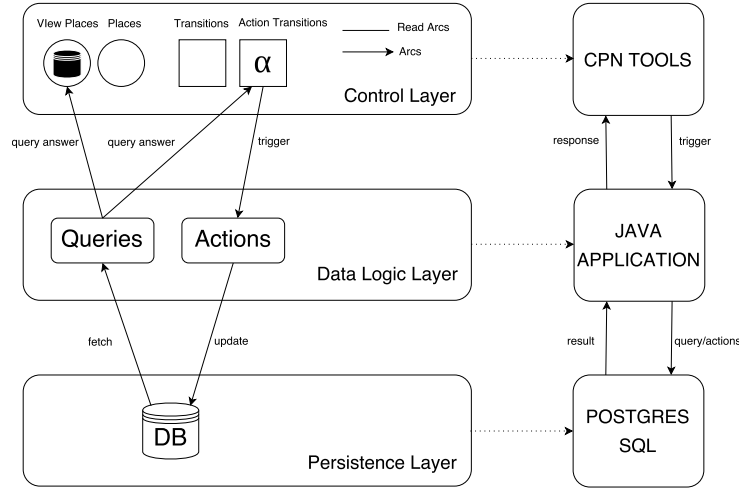 VIew Places
Places
Transitions
Action Transitions
Read Arcs
Arcs
α
Control Layer
CPN TOOLS
query answer
query answer
trigger
response
trigger
Queries
Actions
Data Logic Layer
JAVA
APPLICATION
fetch
update
result
query/actions
DB
Persistence Layer
POSTGRES
SQL